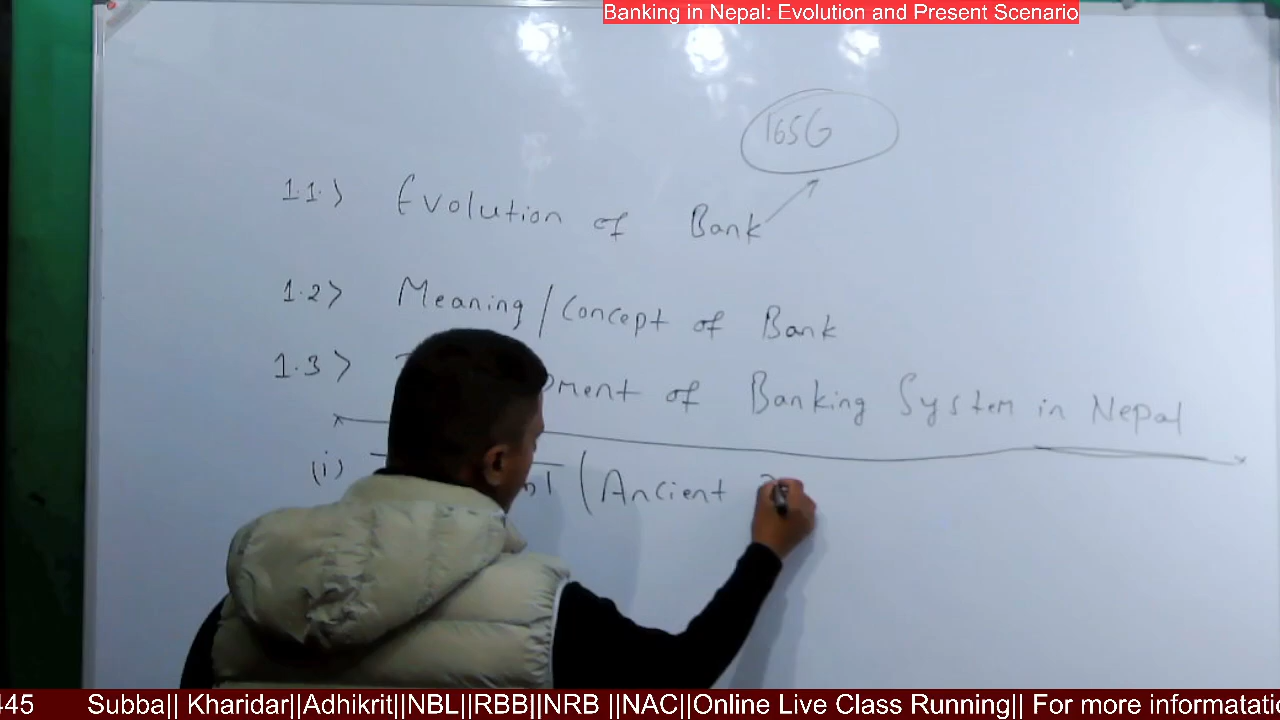 Banking in Nepal: Evolution and Present Scenario
1656
1.1.> Evolution of Bank
1.2> Meaning/Concept of Bank
1.3> pment of Banking System in Nepal
(i) (Ancient
445 Subba|| Kharidar||Adhikrit||NBL||RBB||NRB ||NAC||Online Live Class Running|| For more informatati